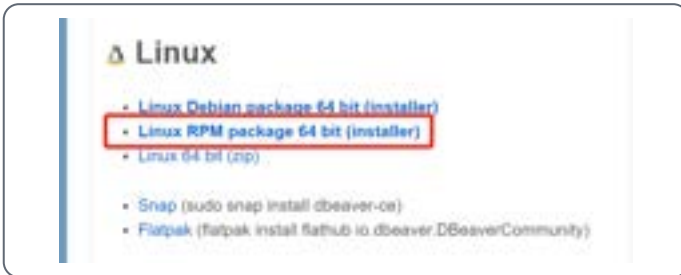 Linux
Linux Debian package 64 bit (installer)
Linux RPM package 64 bit (installer)
Linux 64 bit (zip)
Snap (sudo snap install dbeaver-ce)
Flatpak (flatpak install flathub io.dbeaver.DBeaverCommunity)